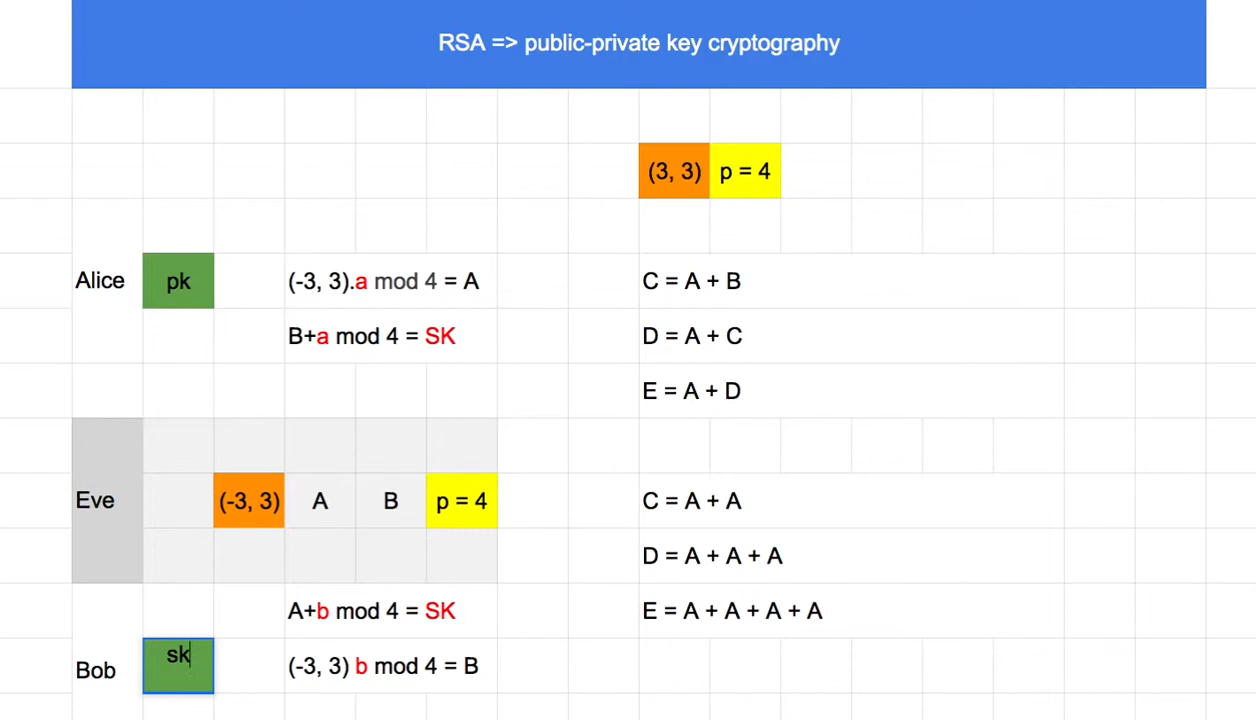 RSA => public-private key cryptography
(3, 3) p = 4
Alice pk (-3, 3).a mod 4 = A C = A + B
B+a mod 4 = SK D = A + C
E = A + D
Eve (-3, 3) A B p = 4 C = A + A
D = A + A + A
A+b mod 4 = SK E = A + A + A + A
Bob sk (-3, 3) b mod 4 = B